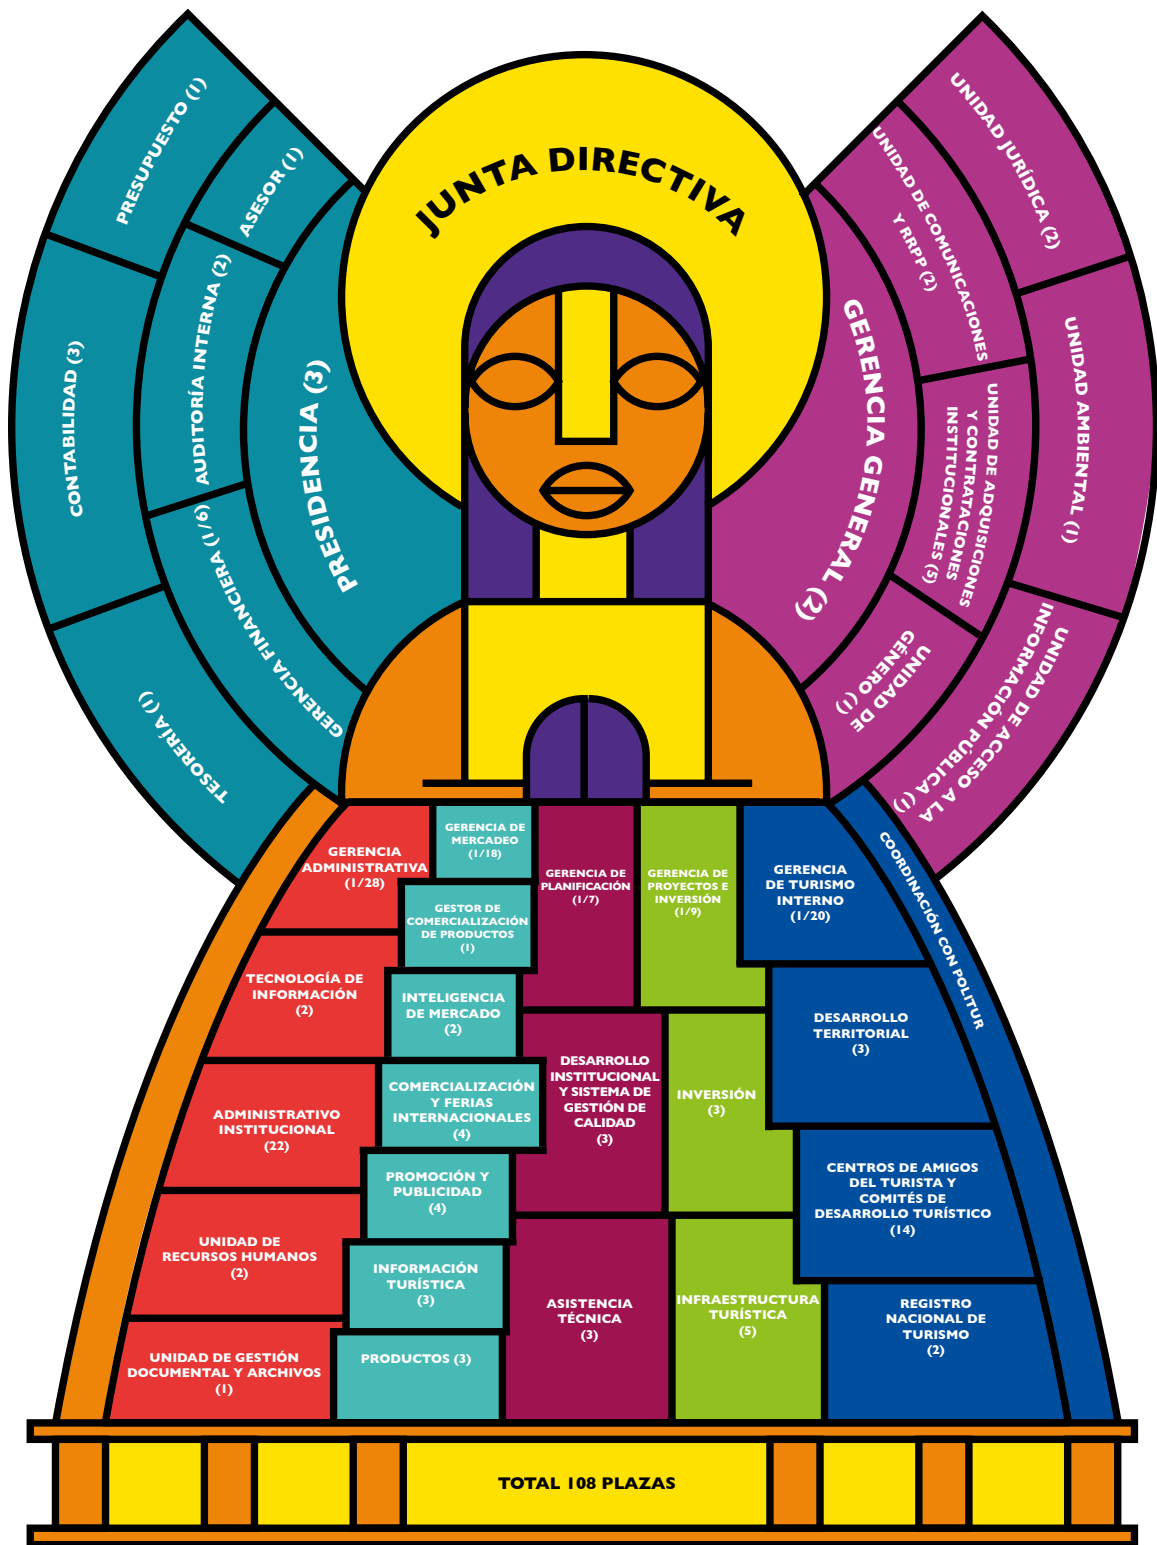 JUNTA DIRECTIVA
PRESUPUESTO (1)
ASESOR (1)
CONTABILIDAD (3)
AUDITORÍA INTERNA (2)
PRESIDENCIA (3)
GERENCIA FINANCIERA (1/6)
TESORERÍA (1)
UNIDAD JURÍDICA (2)
UNIDAD DE COMUNICACIONES
Y RRPP (2)
GERENCIA GENERAL (2)
UNIDAD AMBIENTAL (1)
UNIDAD DE ADQUISICIONES
Y CONTRATACIONES
INSTITUCIONALES (5)
UNIDAD DE
GÉNERO (1)
UNIDAD DE ACCESO A LA
INFORMACIÓN PÚBLICA (1)
GERENCIA
ADMINISTRATIVA
(1/28)
TECNOLOGÍA DE
INFORMACIÓN
(2)
ADMINISTRATIVO
INSTITUCIONAL
(22)
UNIDAD DE
RECURSOS HUMANOS
(2)
UNIDAD DE GESTIÓN
DOCUMENTAL Y ARCHIVOS
(1)
GERENCIA DE
MERCADEO
(1/18)
GESTOR DE
COMERCIALIZACIÓN
DE PRODUCTOS
(1)
INTELIGENCIA
DE MERCADO
(2)
COMERCIALIZACIÓN
Y FERIAS
INTERNACIONALES
(4)
PROMOCIÓN Y
PUBLICIDAD
(4)
INFORMACIÓN
TURÍSTICA
(3)
PRODUCTOS (3)
GERENCIA DE
PLANIFICACIÓN
(1/7)
DESARROLLO
INSTITUCIONAL
Y SISTEMA DE
GESTIÓN DE
CALIDAD
(3)
ASISTENCIA
TÉCNICA
(3)
GERENCIA DE
PROYECTOS E
INVERSIÓN
(1/9)
INVERSIÓN
(3)
INFRAESTRUCTURA
TURÍSTICA
(5)
GERENCIA
DE TURISMO
INTERNO
(1/20)
DESARROLLO
TERRITORIAL
(3)
CENTROS DE AMIGOS
DEL TURISTA Y
COMITÉS DE
DESARROLLO TURÍSTICO
(14)
REGISTRO
NACIONAL DE
TURISMO
(2)
COORDINACIÓN CON POLITUR
TOTAL 108 PLAZAS